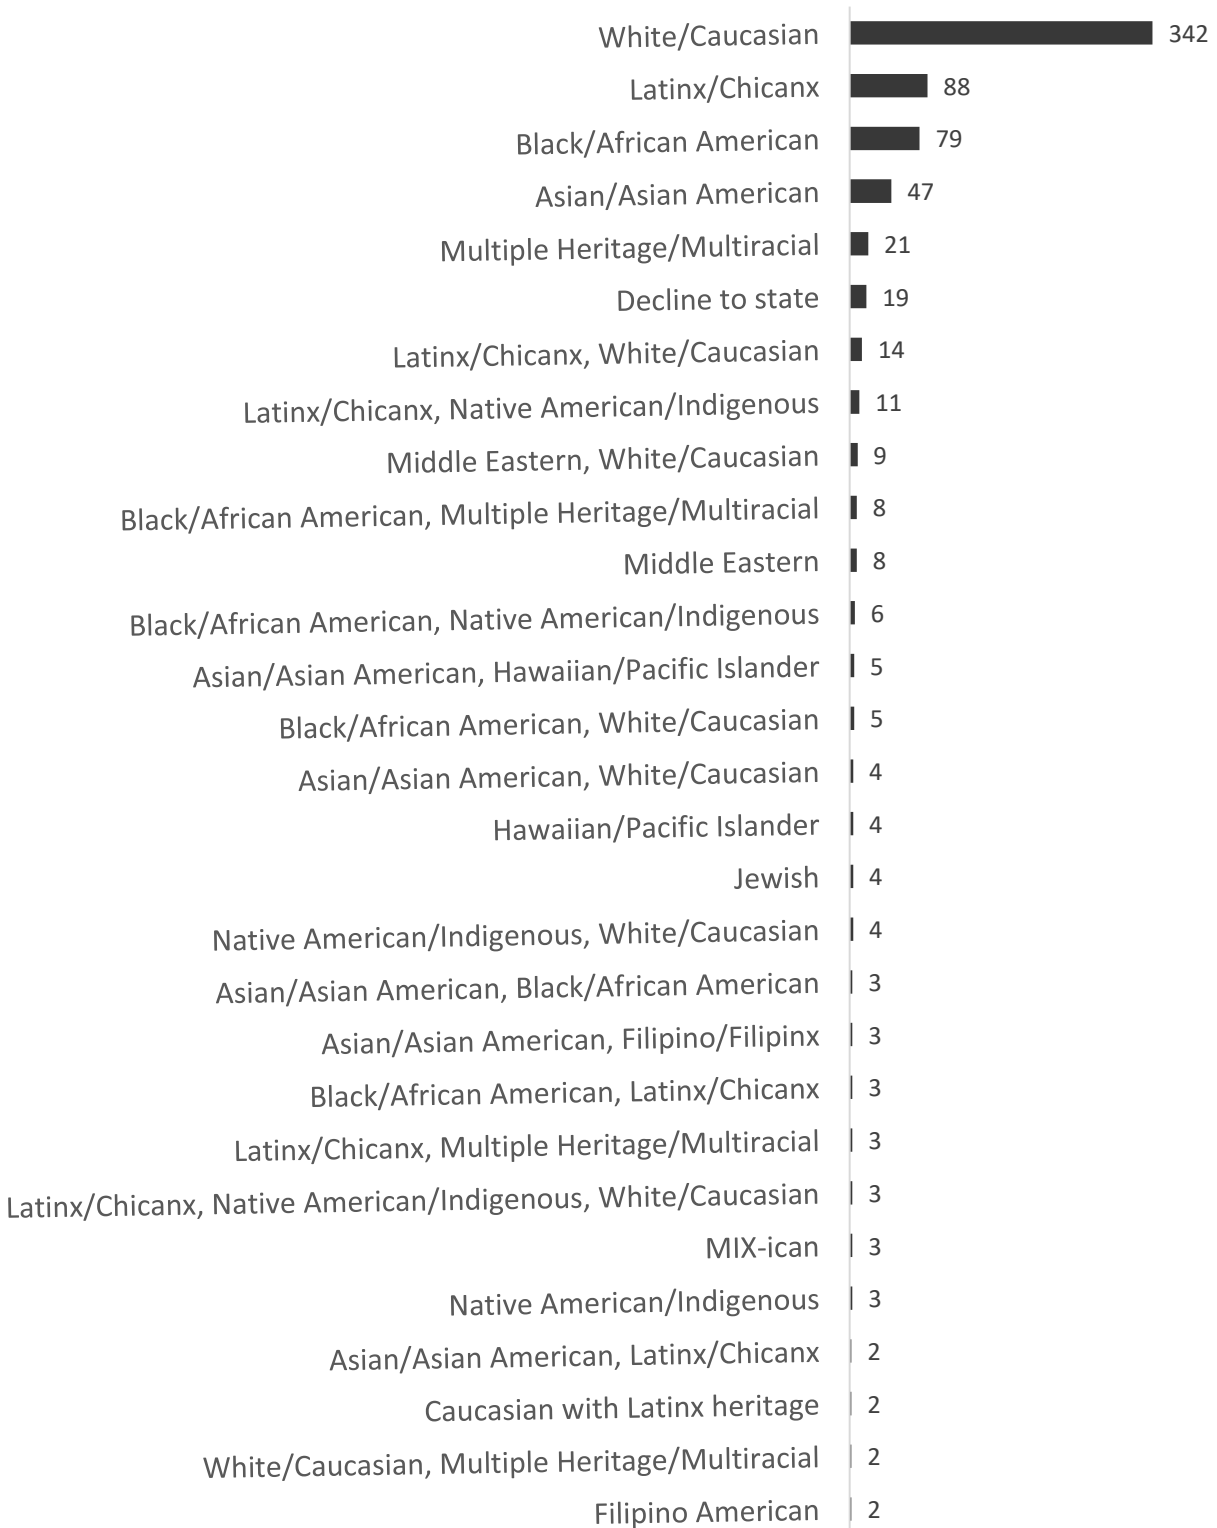 White/Caucasian 342
Latinx/Chicanx 88
Black/African American 79
Asian/Asian American 47
Multiple Heritage/Multiracial 21
Decline to state 19
Latinx/Chicanx, White/Caucasian 14
Latinx/Chicanx, Native American/Indigenous 11
Middle Eastern, White/Caucasian 9
Black/African American, Multiple Heritage/Multiracial 8
Middle Eastern 8
Black/African American, Native American/Indigenous 6
Asian/Asian American, Hawaiian/Pacific Islander 5
Black/African American, White/Caucasian 5
Asian/Asian American, White/Caucasian 4
Hawaiian/Pacific Islander 4
Jewish 4
Native American/Indigenous, White/Caucasian 4
Asian/Asian American, Black/African American 3
Asian/Asian American, Filipino/Filipinx 3
Black/African American, Latinx/Chicanx 3
Latinx/Chicanx, Multiple Heritage/Multiracial 3
Latinx/Chicanx, Native American/Indigenous, White/Caucasian 3
MIX-ican 3
Native American/Indigenous 3
Asian/Asian American, Latinx/Chicanx 2
Caucasian with Latinx heritage 2
White/Caucasian, Multiple Heritage/Multiracial 2
Filipino American 2